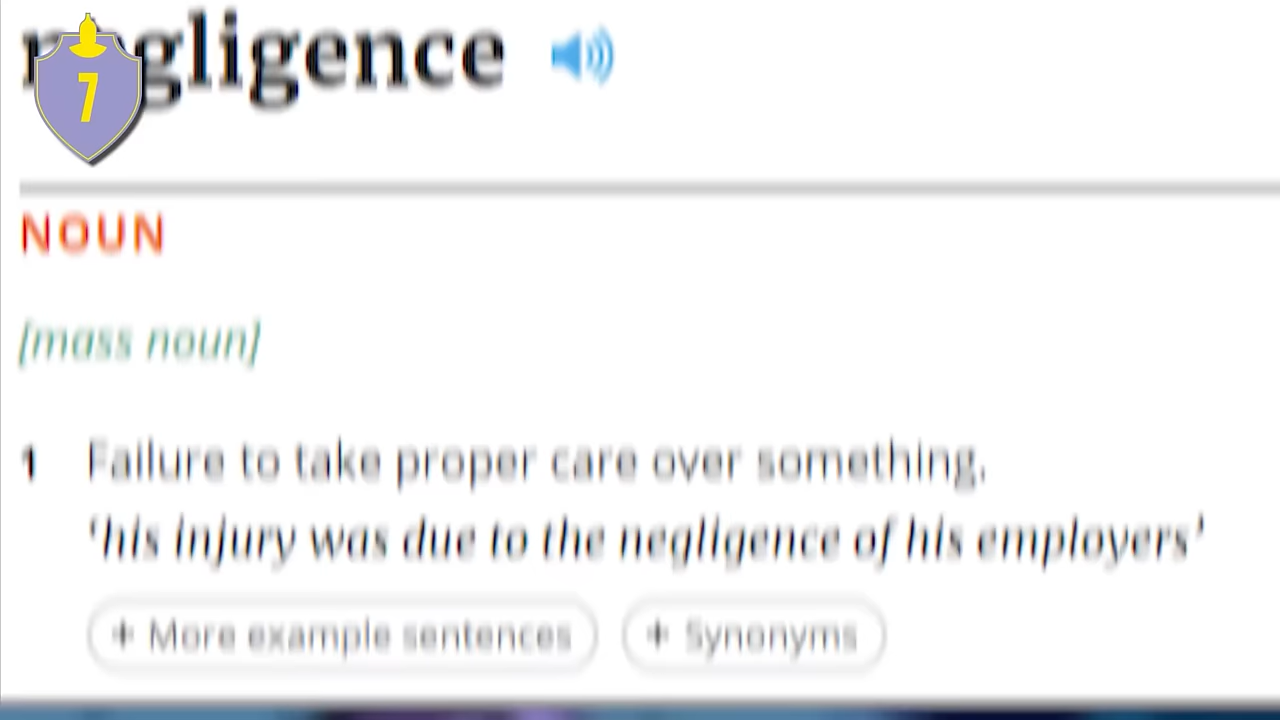 negligence
7
NOUN
[mass noun]
1 Failure to take proper care over something.
'his injury was due to the negligence of his employers'
+ More example sentences + Synonyms